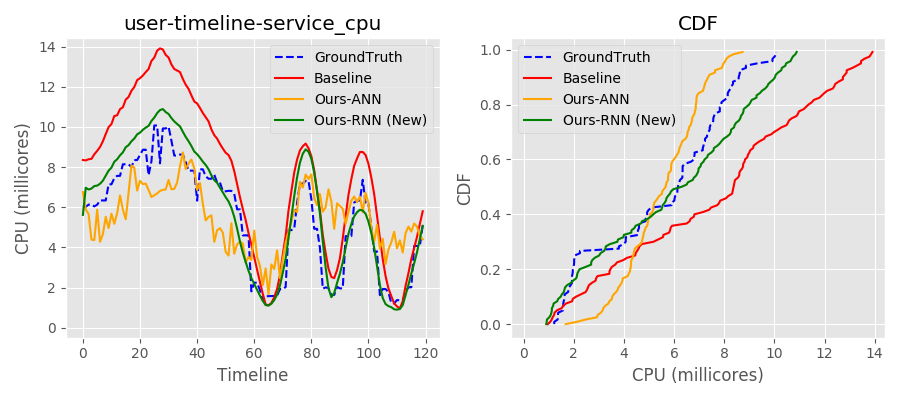 user-timeline-service_cpu
CPU (millicores)
14
12
10
8
6
4
2
0
GroundTruth
Baseline
Ours-ANN
Ours-RNN (New)
0 20 40 60 80 100 120
Timeline
CDF
CDF
1.0
0.8
0.6
0.4
0.2
0.0
GroundTruth
Baseline
Ours-ANN
Ours-RNN (New)
0 2 4 6 8 10 12 14
CPU (millicores)